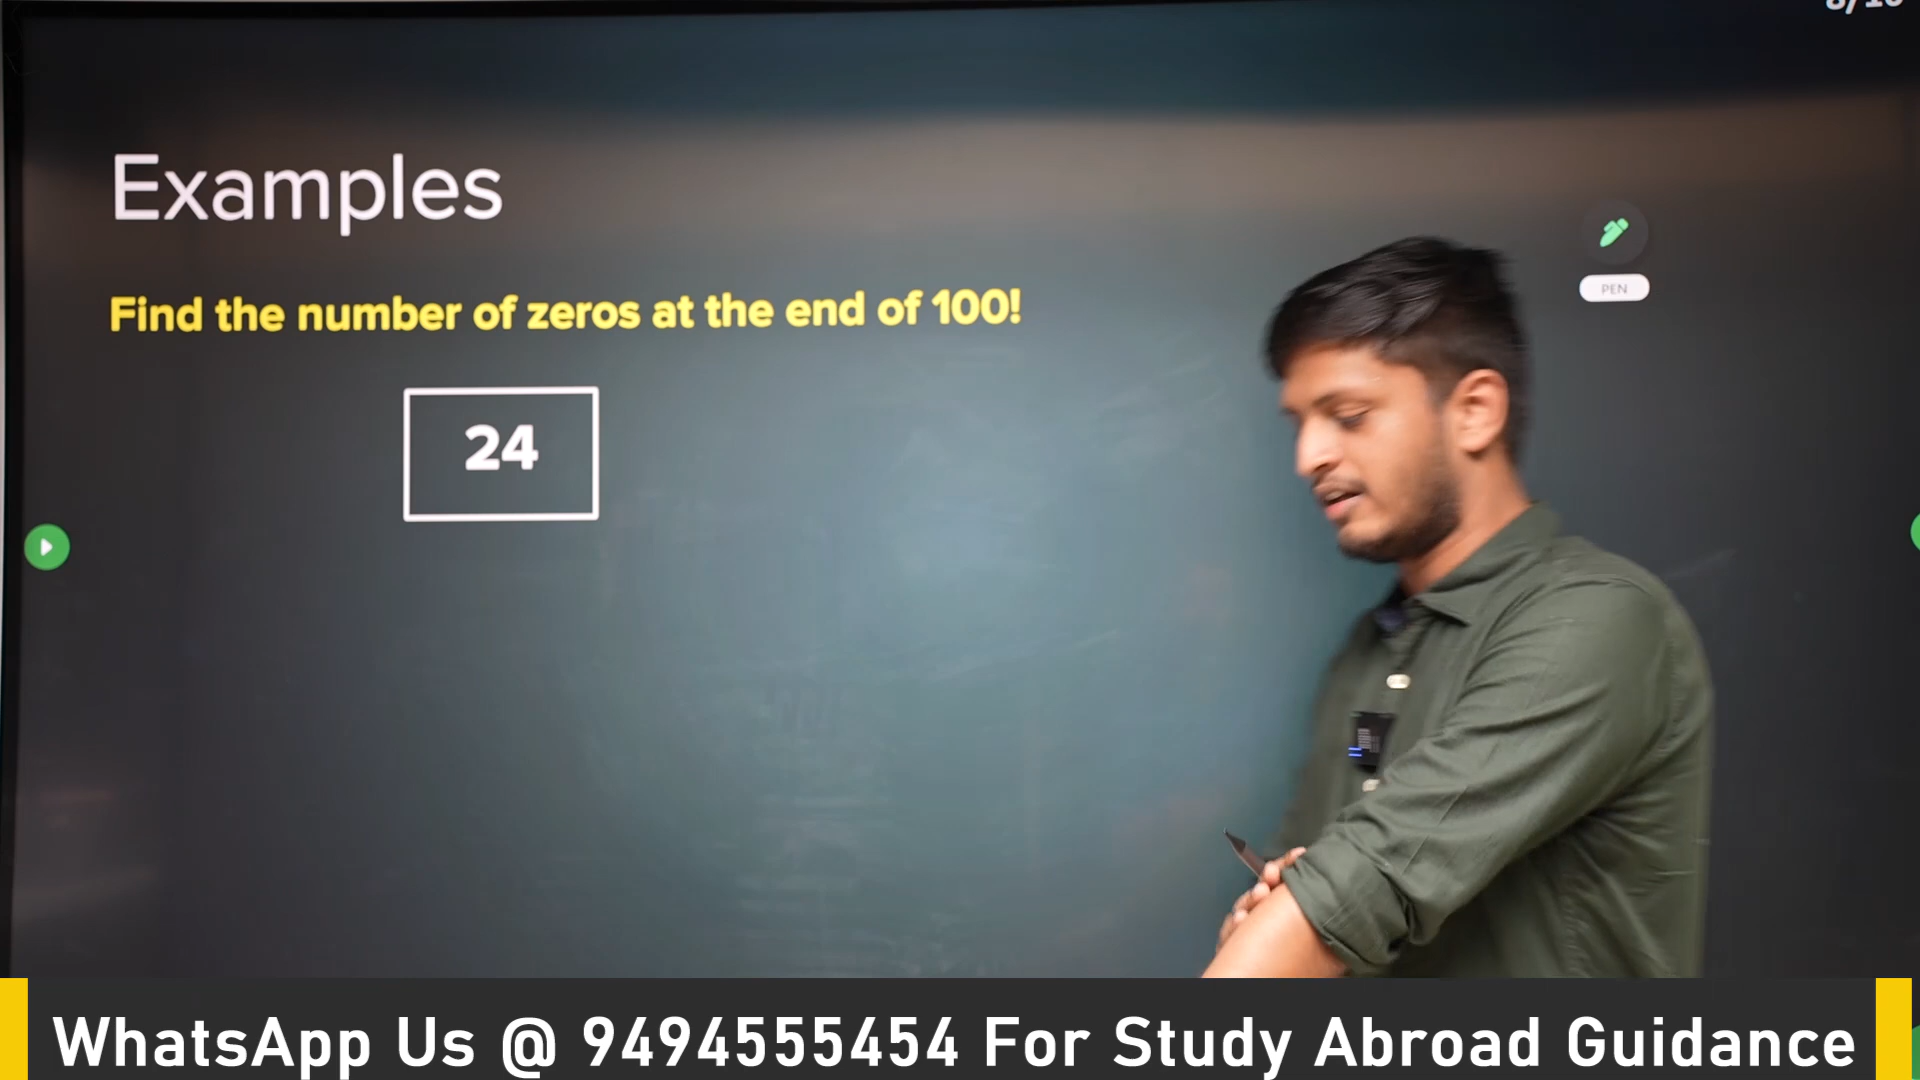 Examples
Find the number of zeros at the end of 100!
PEN
24
WhatsApp Us @ 9494555454 For Study Abroad Guidance